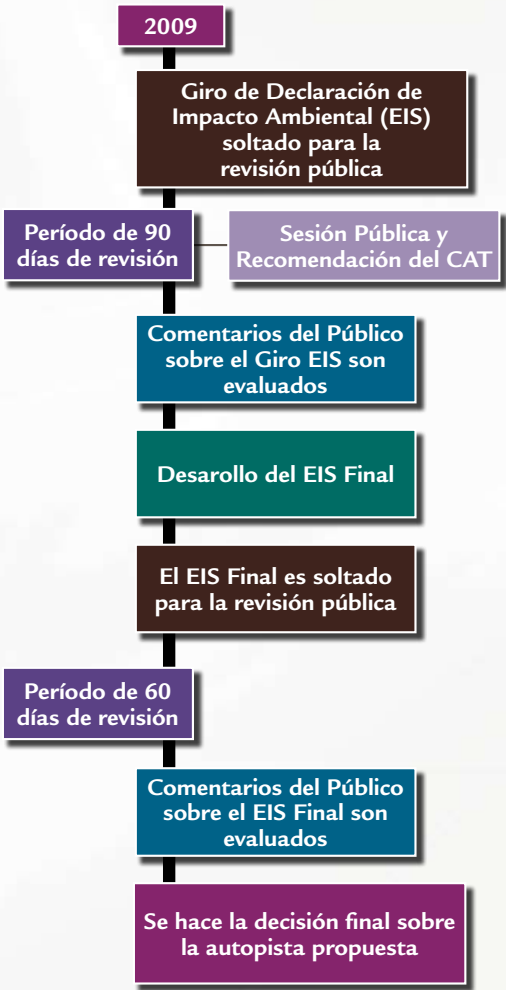 2009
Giro de Declaración de
Impacto Ambiental (EIS)
soltado para la
revisión pública
Período de 90
días de revisión
Sesión Pública y
Recomendación del CAT
Comentarios del Público
sobre el Giro EIS son
evaluados
Desarollo del EIS Final
El EIS Final es soltado
para la revisión pública
Período de 60
días de revisión
Comentarios del Público
sobre el EIS Final son
evaluados
Se hace la decisión final sobre
la autopista propuesta